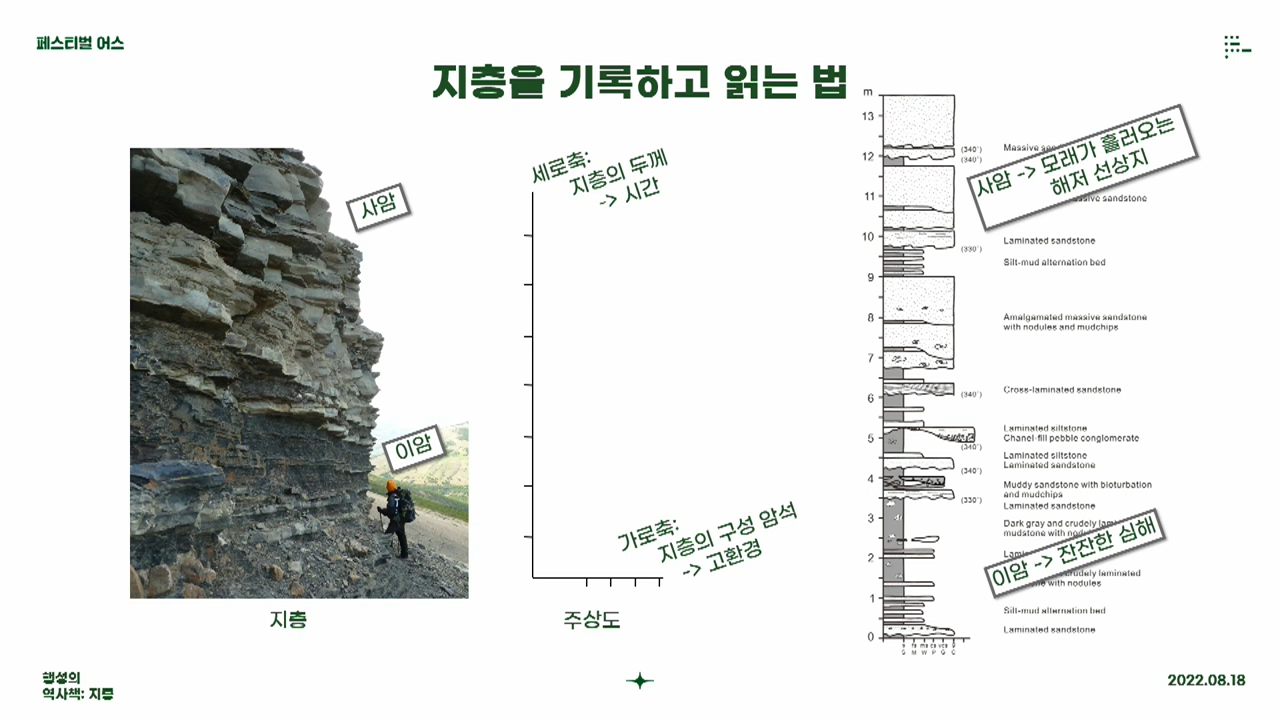 페스티벌 어스
지층을 기록하고 읽는 법
사암
이암
지층
세로축:
지층의 두께
-> 시간
가로축:
지층의 구성 암석
-> 고환경
주상도
m
13
12
11
10
9
8
7
6
5
4
3
2
1
0
(340°)
(340°)
(330°)
(340°)
(340°)
(340°)
(330°)
사암 -> 모래가 흘러오는
해저 선상지
Massive
sandstone
Laminated sandstone
Silt-mud alternation bed
Amalgamated massive sandstone
with nodules and mudchips
Cross-laminated sandstone
Laminated siltstone
Chanel-fill pebble conglomerate
Laminated siltstone
Laminated sandstone
Muddy sandstone with bioturbation
and mudchips
Laminated sandstone
Dark gray and crudely
mudstone with
이암 -> 잔잔한 심해
crudely laminated
with nodules
Silt-mud alternation bed
Laminated sandstone
행성의
역사책: 지층
2022.08.18